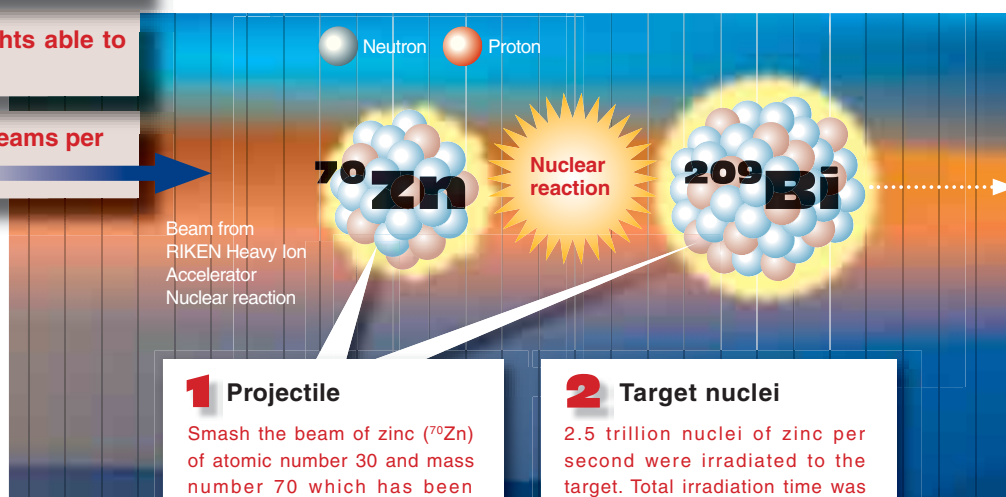 hts able to
eams per
Neutron Proton
⁷⁰Zn
Nuclear
reaction
²⁰⁹Bi
Beam from
RIKEN Heavy Ion
Accelerator
Nuclear reaction
1 Projectile
Smash the beam of zinc (⁷⁰Zn)
of atomic number 30 and mass
number 70 which has been
2 Target nuclei
2.5 trillion nuclei of zinc per
second were irradiated to the
target. Total irradiation time was